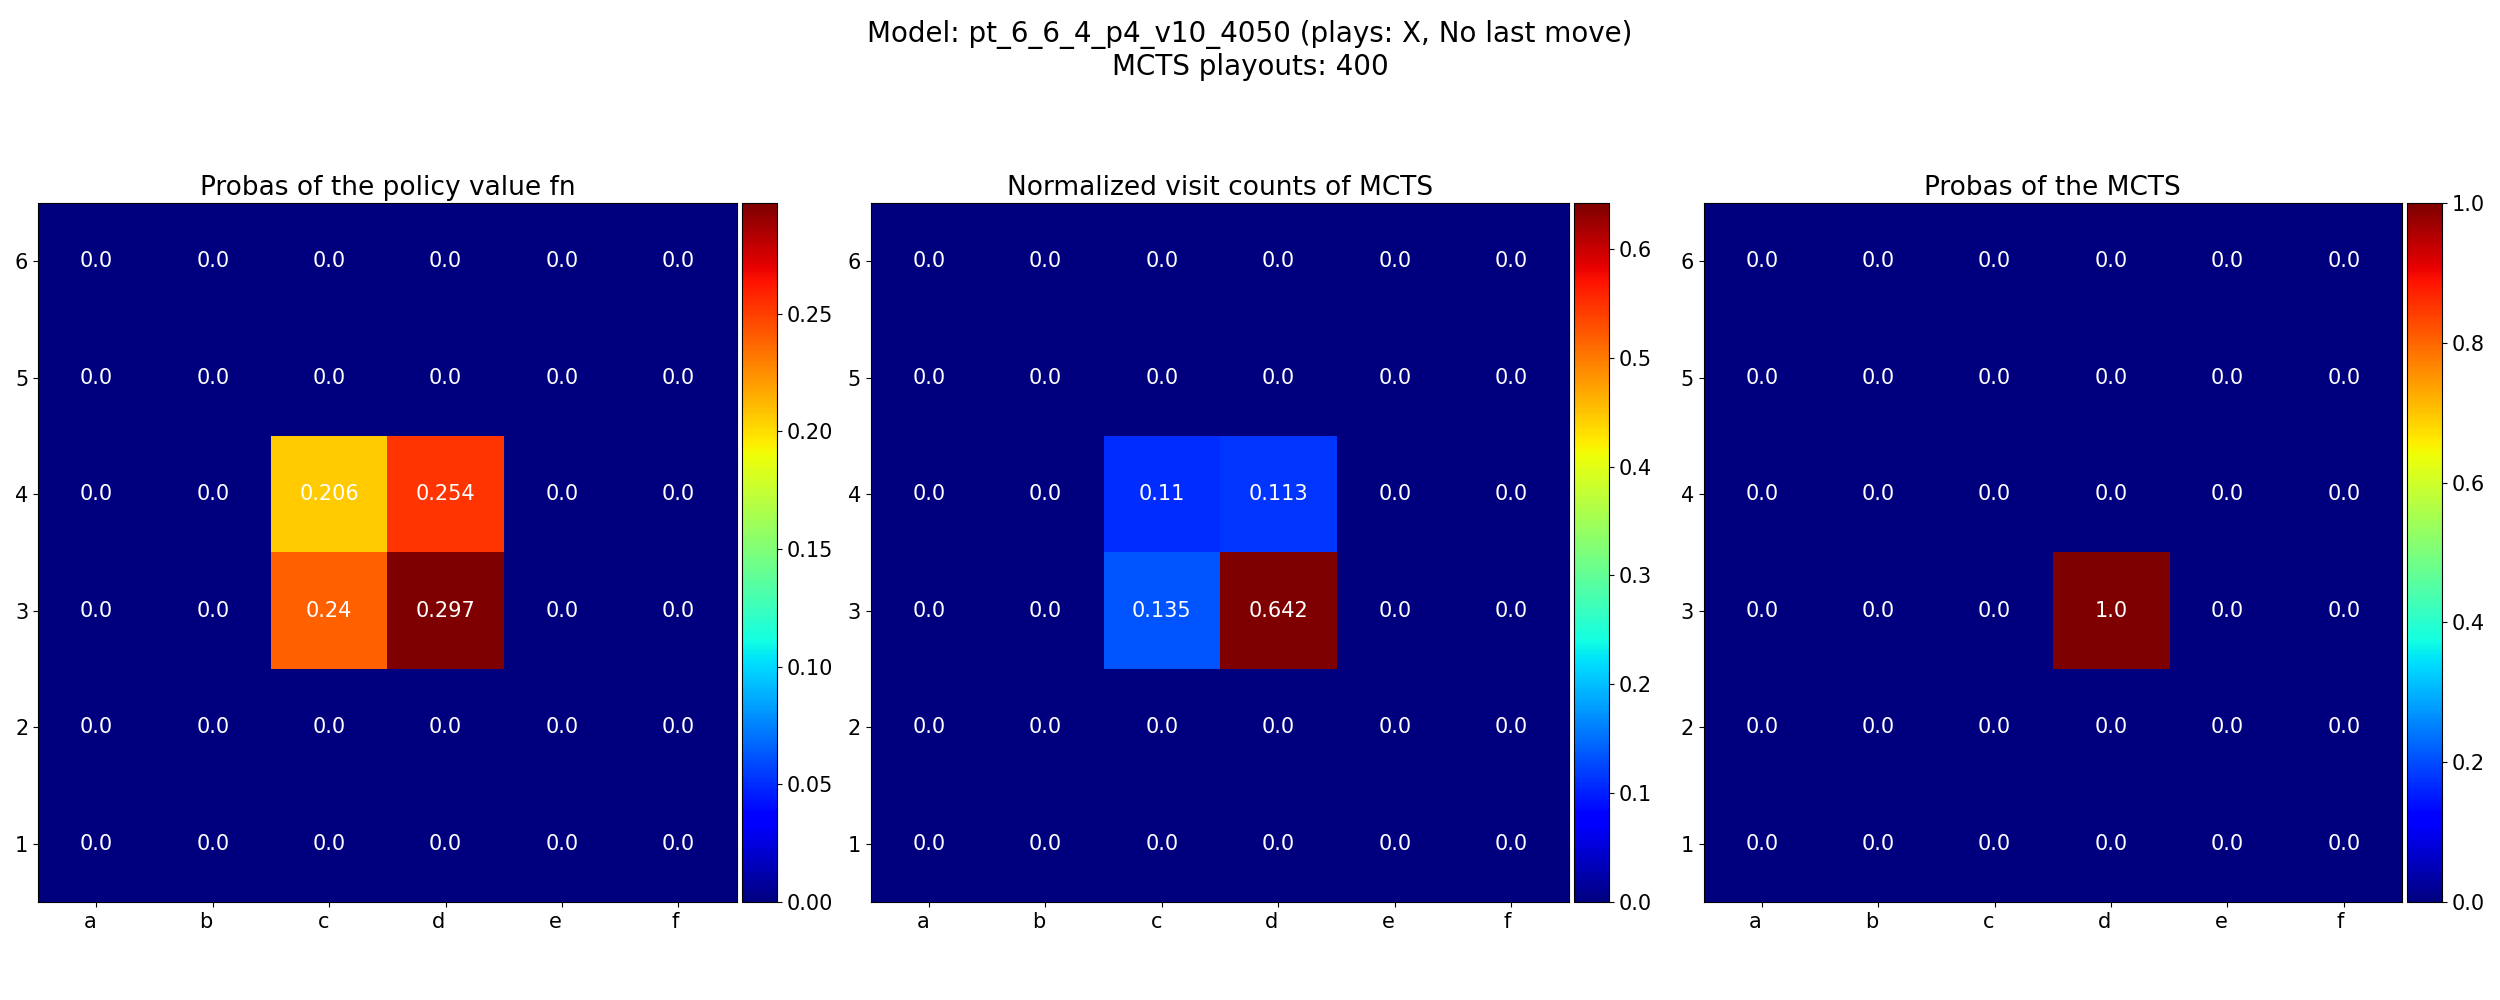 Model: pt_6_6_4_p4_v10_4050 (plays: X, No last move)
MCTS playouts: 400
Probas of the policy value fn
6 0.0 0.0 0.0 0.0 0.0 0.0
5 0.0 0.0 0.0 0.0 0.0 0.0
4 0.0 0.0 0.206 0.254 0.0 0.0
3 0.0 0.0 0.24 0.297 0.0 0.0
2 0.0 0.0 0.0 0.0 0.0 0.0
1 0.0 0.0 0.0 0.0 0.0 0.0
a b c d e f
0.25
0.20
0.15
0.10
0.05
0.00
Normalized visit counts of MCTS
6 0.0 0.0 0.0 0.0 0.0 0.0
5 0.0 0.0 0.0 0.0 0.0 0.0
4 0.0 0.0 0.11 0.113 0.0 0.0
3 0.0 0.0 0.135 0.642 0.0 0.0
2 0.0 0.0 0.0 0.0 0.0 0.0
1 0.0 0.0 0.0 0.0 0.0 0.0
a b c d e f
0.6
0.5
0.4
0.3
0.2
0.1
0.0
Probas of the MCTS
6 0.0 0.0 0.0 0.0 0.0 0.0
5 0.0 0.0 0.0 0.0 0.0 0.0
4 0.0 0.0 0.0 0.0 0.0 0.0
3 0.0 0.0 0.0 1.0 0.0 0.0
2 0.0 0.0 0.0 0.0 0.0 0.0
1 0.0 0.0 0.0 0.0 0.0 0.0
a b c d e f
1.0
0.8
0.6
0.4
0.2
0.0